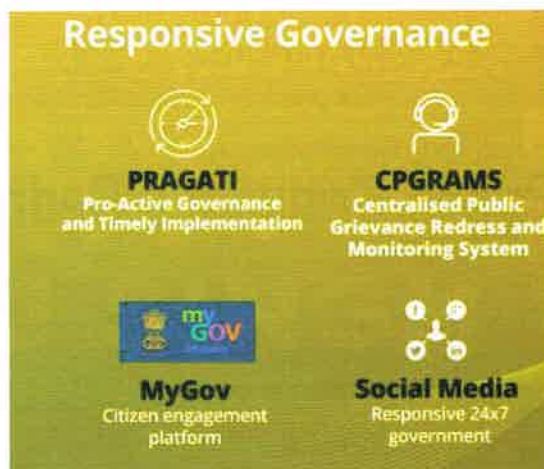 Responsive Governance
PRAGATI
Pro-Active Governance
and Timely Implementation
CPGRAMS
Centralised Public
Grievance Redress and
Monitoring System
my
GOV
MyGov
Citizen engagement
platform
Social Media
Responsive 24x7
government